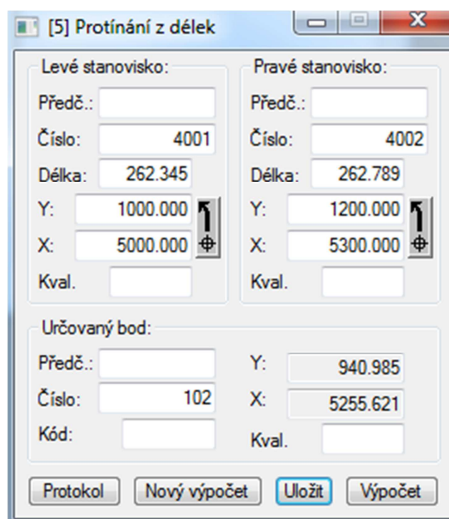 [5] Protínání z délek
Levé stanovisko:
Předč.:
Číslo: 4001
Délka: 262.345
Y: 1000.000
X: 5000.000
Kval.
Pravé stanovisko:
Předč.:
Číslo: 4002
Délka: 262.789
Y: 1200.000
X: 5300.000
Kval.
Určovaný bod:
Předč.:
Číslo: 102
Kód:
Y: 940.985
X: 5255.621
Kval.
Protokol Nový výpočet Uložit Výpočet